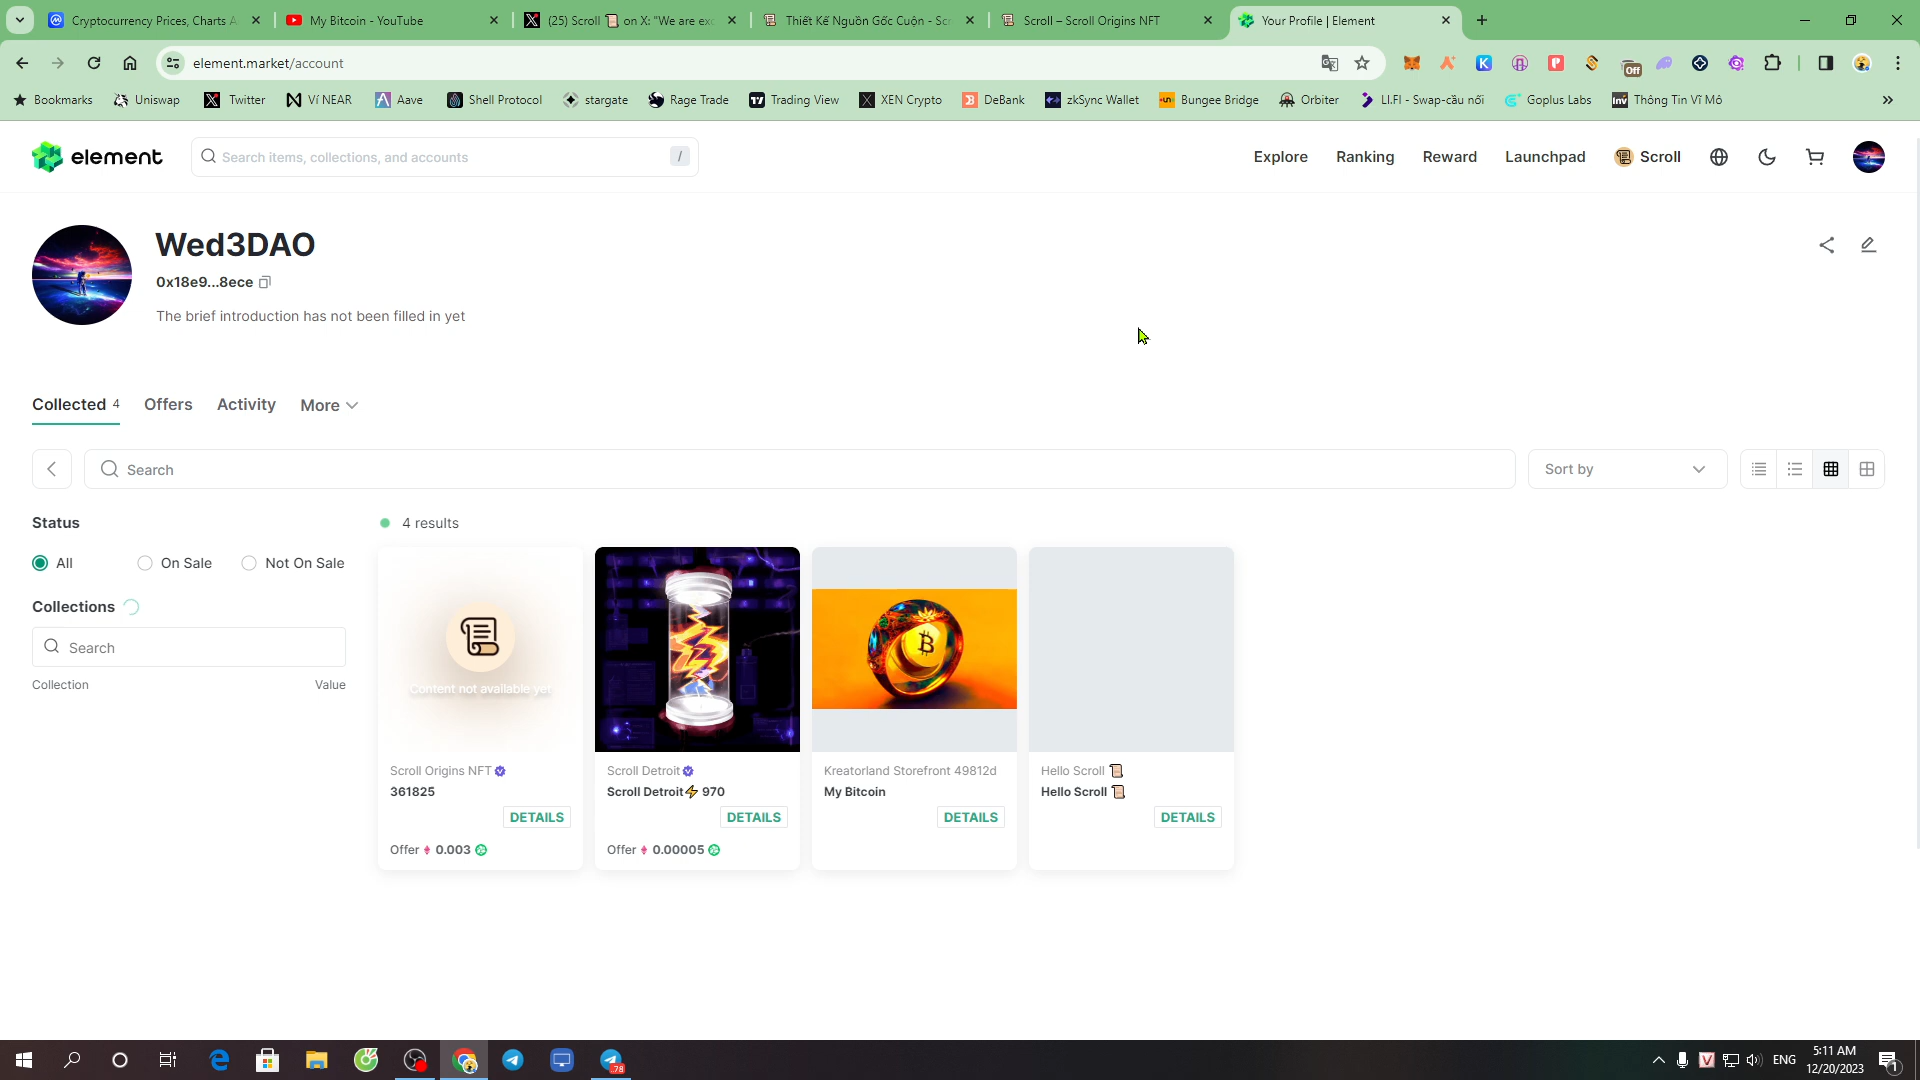 Cryptocurrency Prices, Charts A
My Bitcoin - YouTube
(25) Scroll📜 on X: "We are exc
Thiết Kế Nguồn Gốc Cuộn - Scr
Scroll – Scroll Origins NFT
Your Profile | Element
element.market/account
Off
Bookmarks
Uniswap
Twitter
Ví NEAR
Aave
Shell Protocol
stargate
Rage Trade
Trading View
XEN Crypto
DeBank
zkSync Wallet
Bungee Bridge
Orbiter
LI.FI - Swap-cầu nối
Goplus Labs
Thông Tin Vĩ Mô
element
Search items, collections, and accounts
/
Explore
Ranking
Reward
Launchpad
Scroll
Wed3DAO
0x18e9...8ece
The brief introduction has not been filled in yet
Collected 4
Offers
Activity
More
Search
Sort by
Status
4 results
All
On Sale
Not On Sale
Collections
Search
Collection
Value
Content not available yet
Scroll Origins NFT
361825
DETAILS
Offer 0.003
Scroll Detroit
Scroll Detroit⚡ 970
DETAILS
Offer 0.00005
Kreatorland Storefront 49812d
My Bitcoin
DETAILS
Hello Scroll 📜
Hello Scroll 📜
DETAILS
78
ENG
5:11 AM
12/20/2023
1